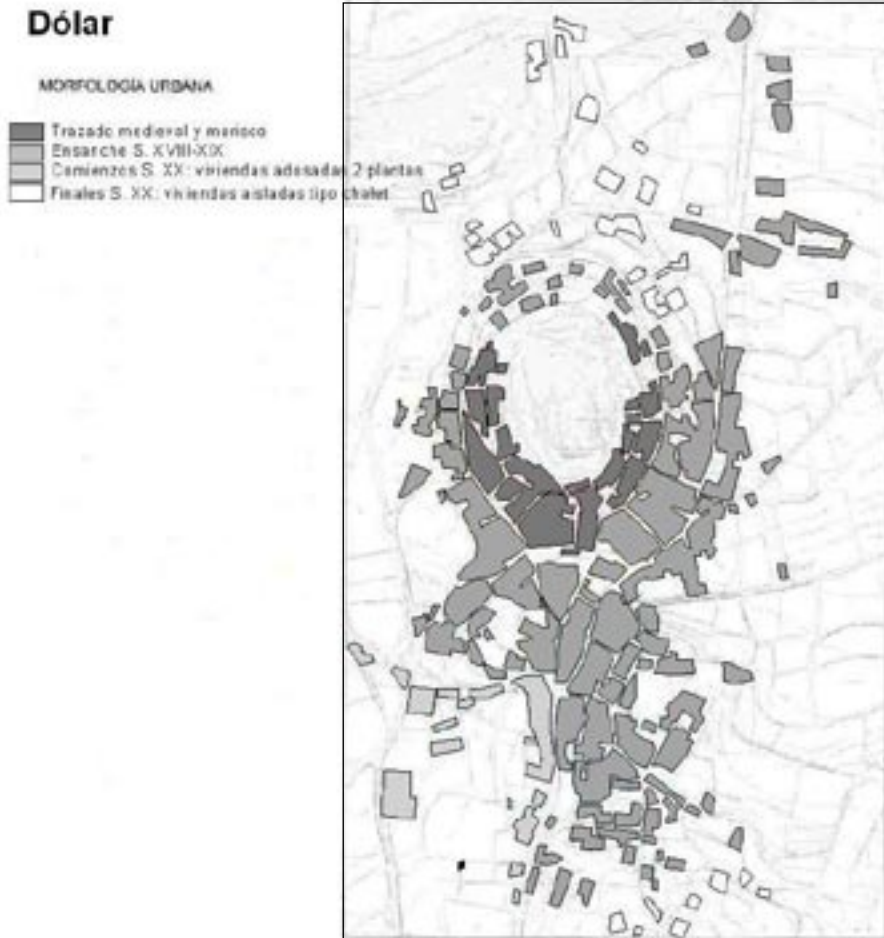 Dólar
MORFOLOGÍA URBANA
Trazado medieval y morisco
Ensanche S. XVIII-XIX
Comienzos S. XX: viviendas adosadas 2 plantas
Finales S. XX: viviendas aisladas tipo chalet